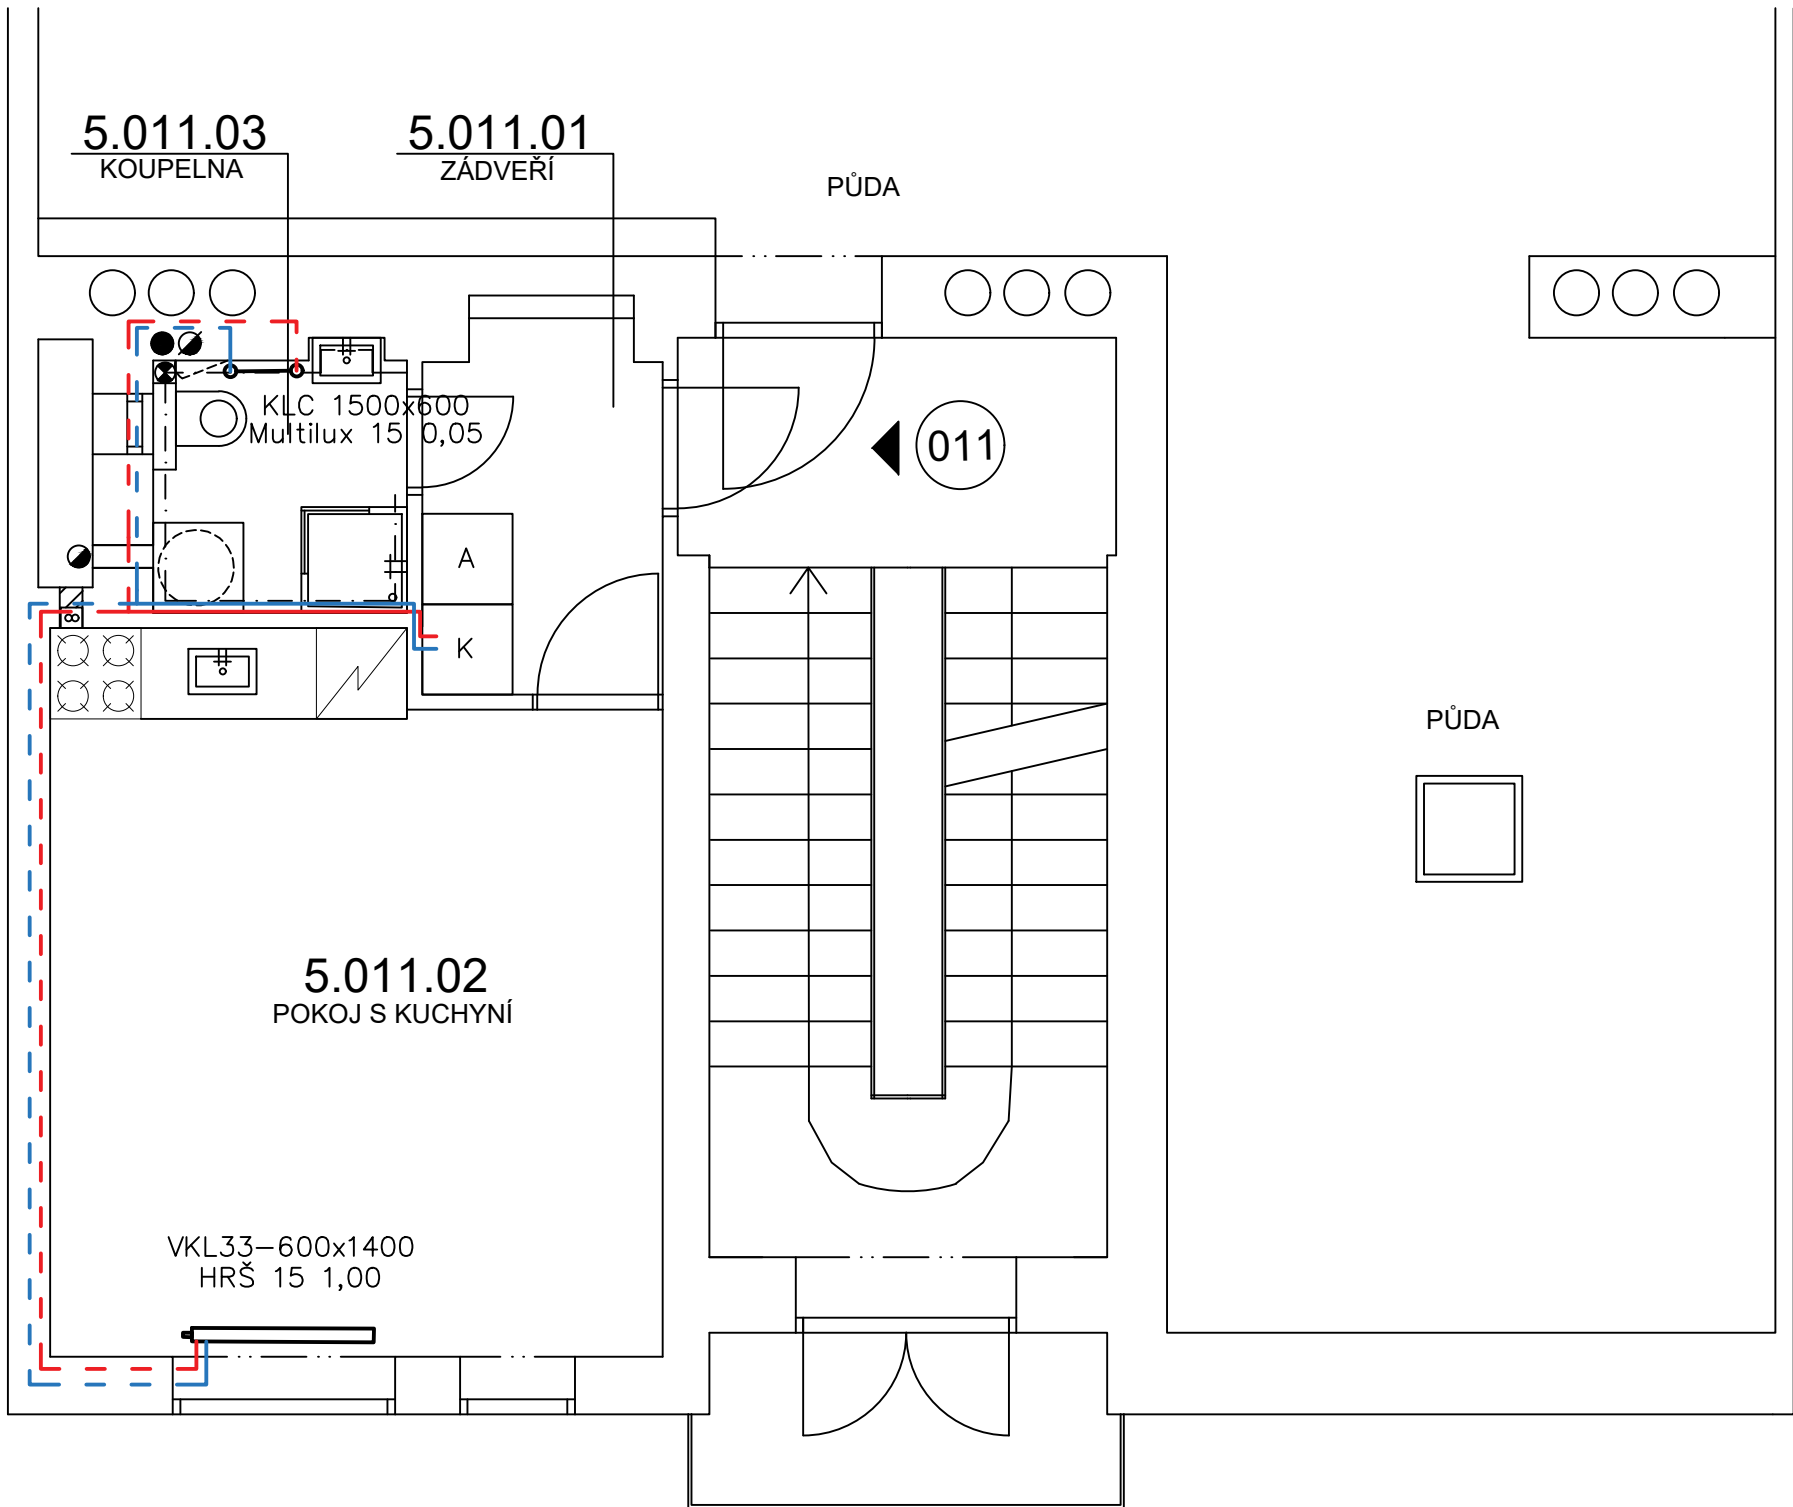 5.011.03
KOUPELNA
5.011.01
ZÁDVEŘÍ
PŮDA
KLC 1500x600
Multilux 15 0,05
011
A
K
PŮDA
5.011.02
POKOJ S KUCHYNÍ
VKL33-600x1400
HRŠ 15 1,00